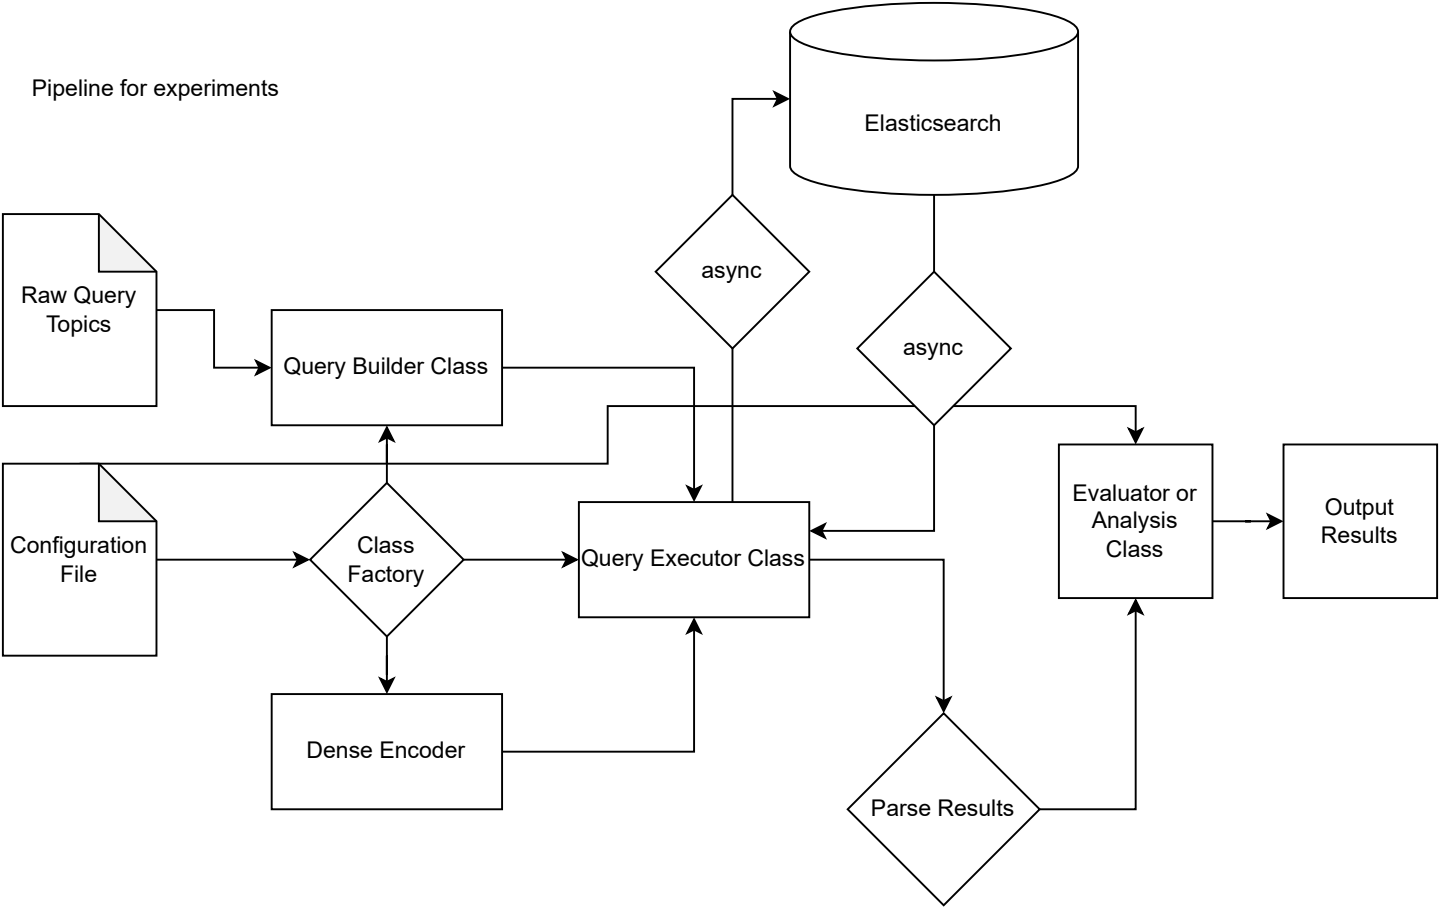 Pipeline for experiments
Elasticsearch
async
async
Raw Query
Topics
Query Builder Class
Configuration
File
Class
Factory
Query Executor Class
Evaluator or
Analysis
Class
Output
Results
Dense Encoder
Parse Results